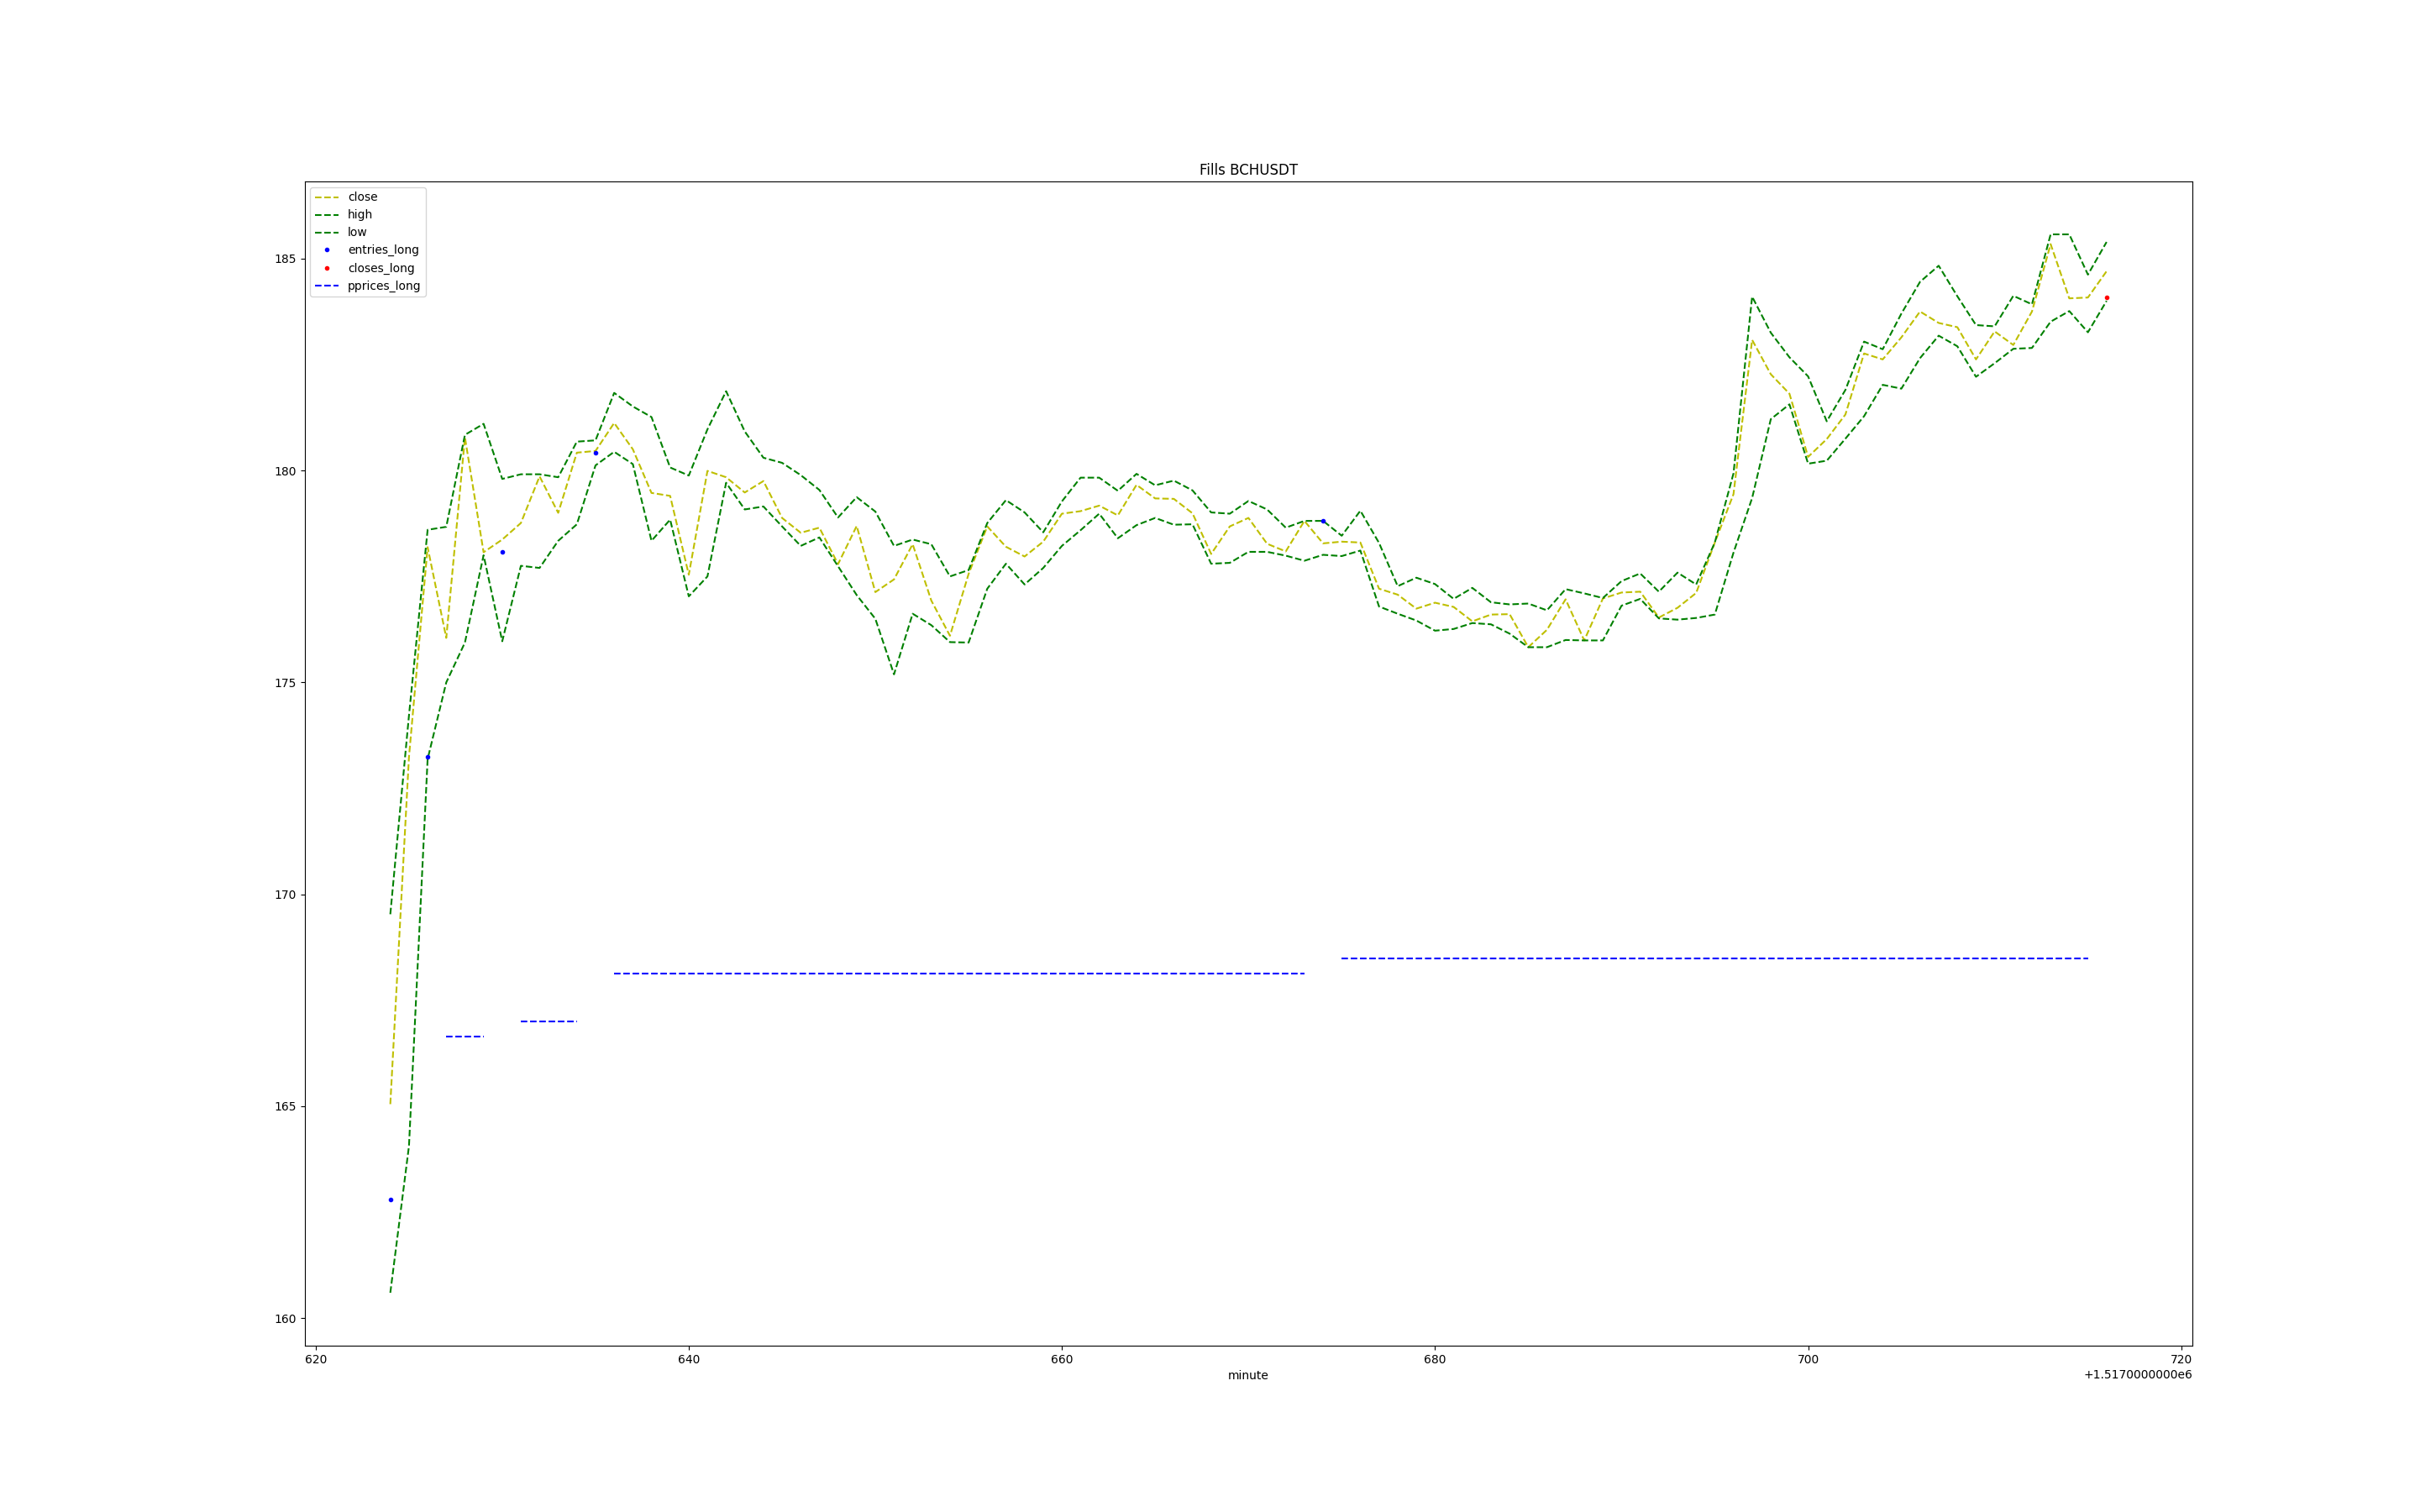 Fills BCHUSDT
close
high
low
entries_long
closes_long
pprices_long
185
180
175
170
165
160
620 640 660 680 700 720
minute
+1.5170000000e6